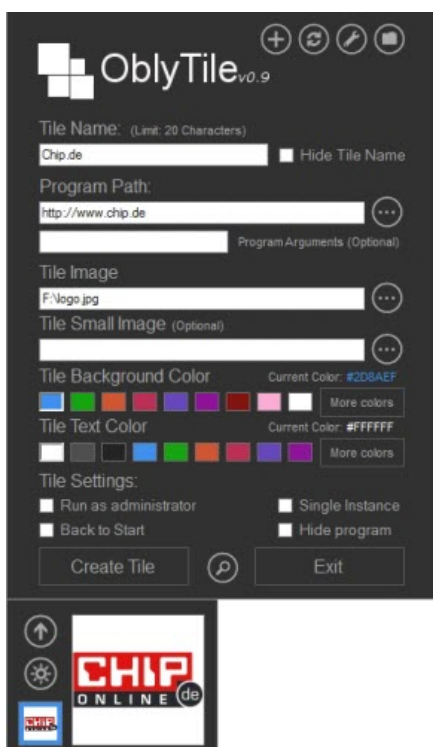 OblyTile v0.9
Tile Name: (Limit: 20 Characters)
Chip.de
Hide Tile Name
Program Path:
http://www.chip.de
Program Arguments (Optional)
Tile Image
F:\logo.jpg
Tile Small Image (Optional)
Tile Background Color Current Color: #2D8AEF
More colors
Tile Text Color Current Color: #FFFFFF
More colors
Tile Settings:
Run as administrator Single Instance
Back to Start Hide program
Create Tile Exit
CHIP
ONLINE de
CHIP